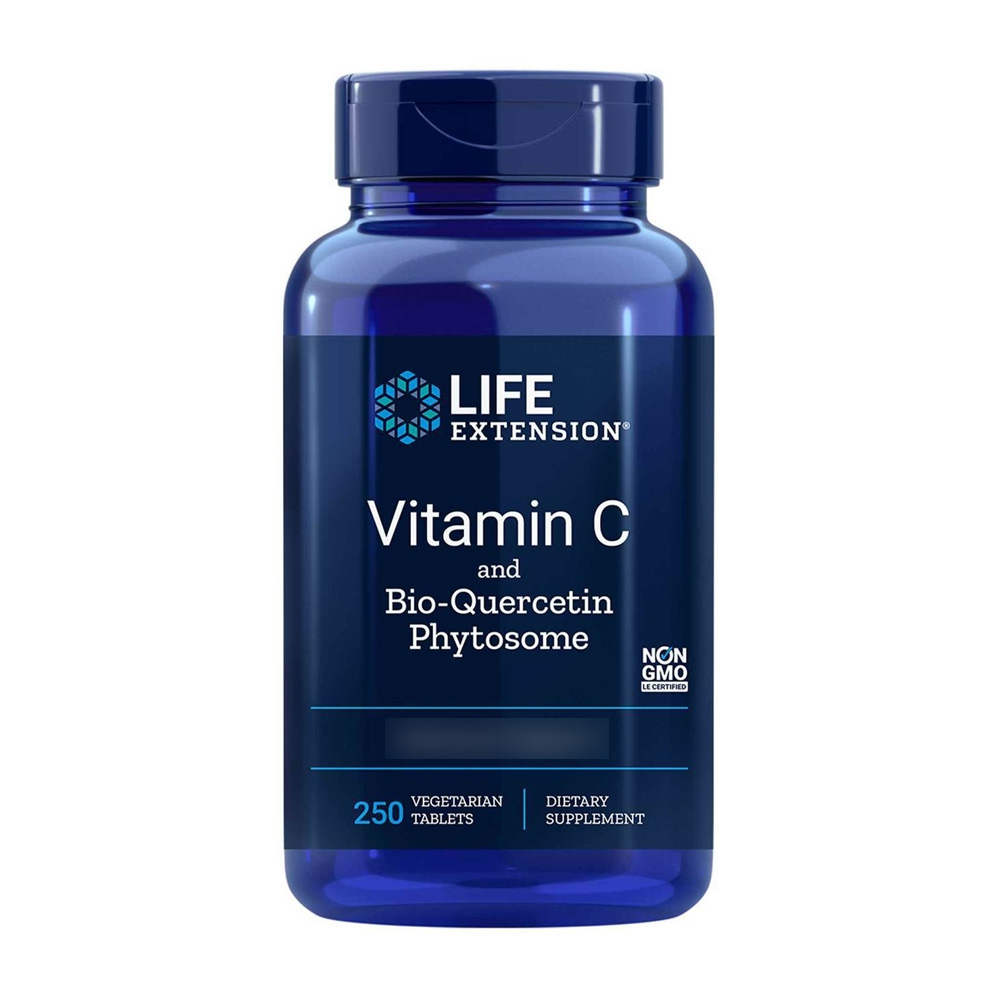 LIFE
EXTENSION®
Vitamin C
and
Bio-Quercetin
Phytosome
NON
GMO
LE CERTIFIED
250 VEGETARIAN TABLETS
DIETARY SUPPLEMENT